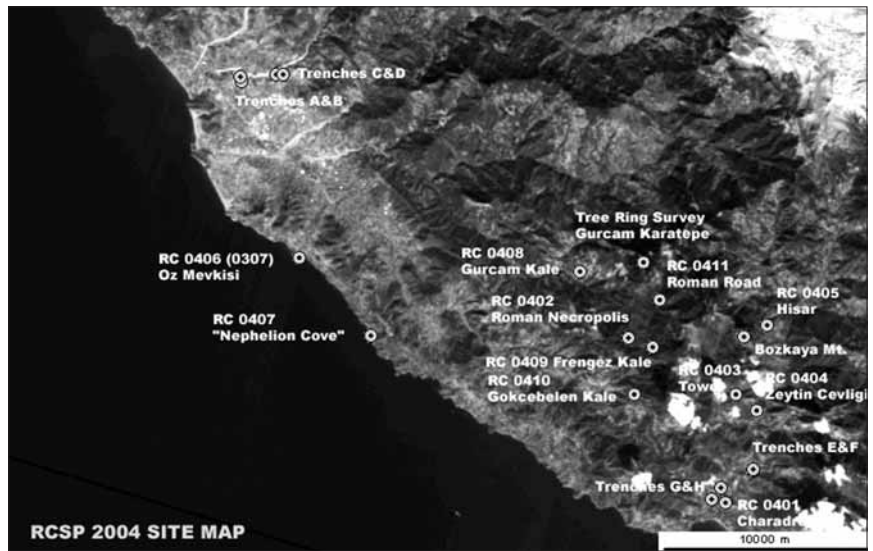 Trenches C&D
Trenches A&B
Tree Ring Survey
Gurcam Karatepe
RC 0408
Gurcam Kale
RC 0411
Roman Road
RC 0406 (0307)
Oz Mevkisi
RC 0405
Hisar
RC 0402
Roman Necropolis
RC 0407
"Nephelion Cove"
Bozkaya Mt.
RC 0409 Frengez Kale
RC 0403
RC 0410
Gokcebelen Kale
RC 0404
Zeytin Cevligi
Trenches E&F
Trenches G&H
RC 0401
RCSP 2004 SITE MAP
10000 m